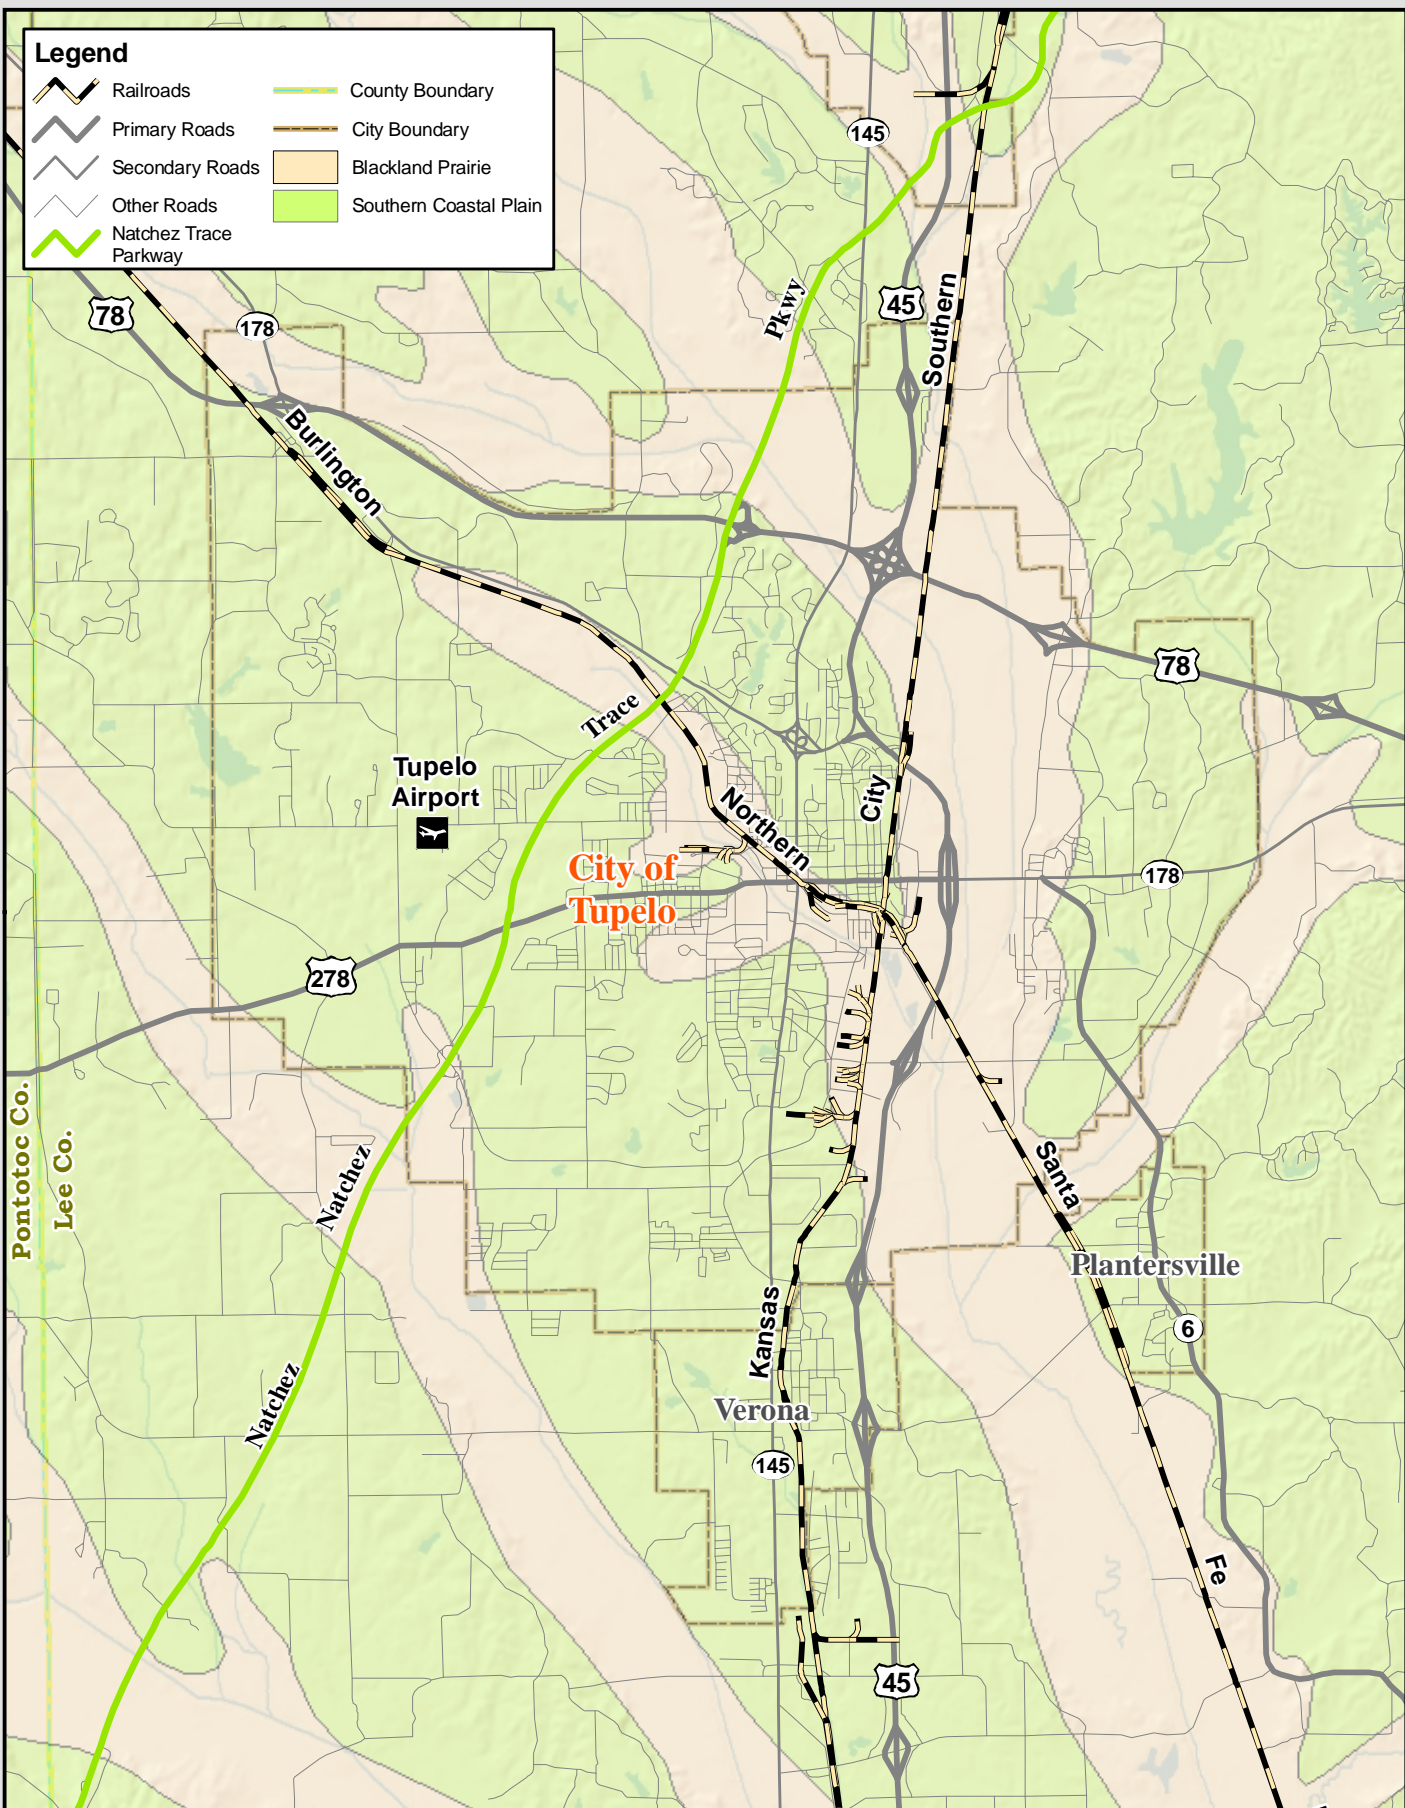 Legend
Railroads
Primary Roads
Secondary Roads
Other Roads
Natchez Trace
Parkway
County Boundary
City Boundary
Blackland Prairie
Southern Coastal Plain
145
78
178
45
Pkwy
Southern
Burlington
78
Trace
Tupelo
Airport
City
Northern
City of
Tupelo
178
278
Pontotoc Co.
Lee Co.
Natchez
Santa
Plantersville
6
Kansas
Natchez
Verona
145
Fe
45